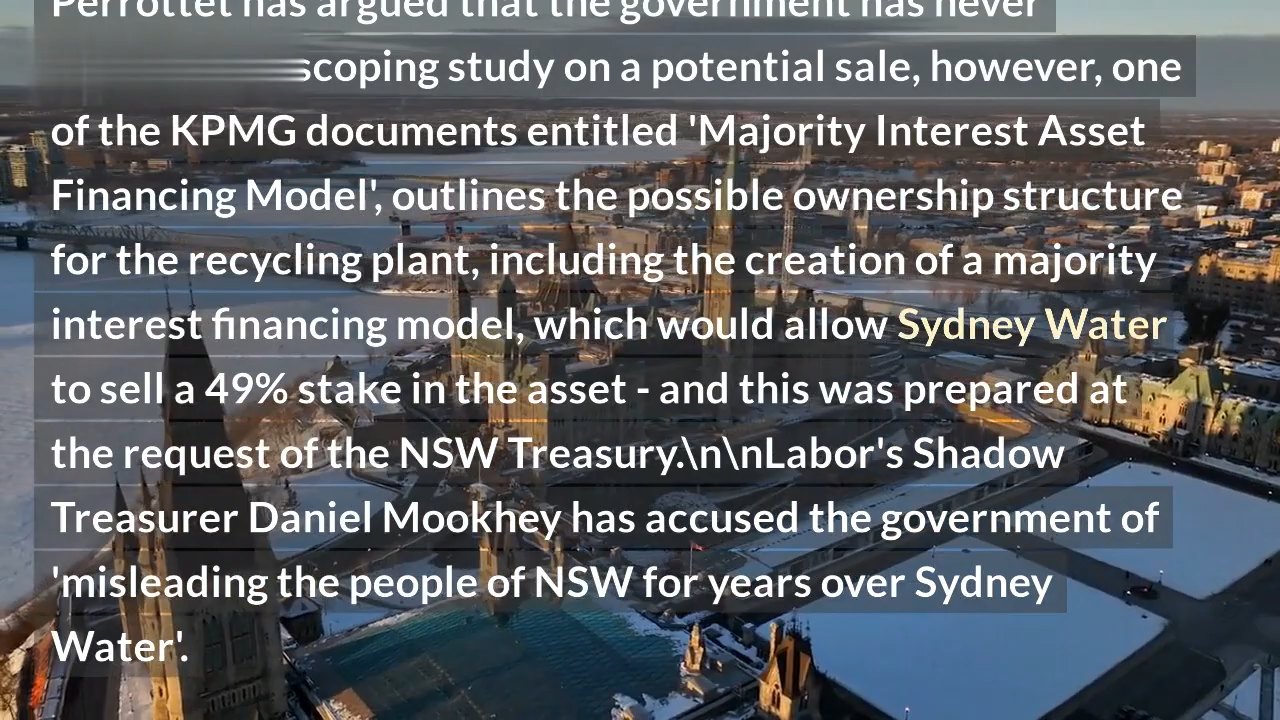 Perrottet has argued that the government has never
scoping study on a potential sale, however, one
of the KPMG documents entitled 'Majority Interest Asset
Financing Model', outlines the possible ownership structure
for the recycling plant, including the creation of a majority
interest financing model, which would allow Sydney Water
to sell a 49% stake in the asset - and this was prepared at
the request of the NSW Treasury.\n\nLabor's Shadow
Treasurer Daniel Mookhey has accused the government of
'misleading the people of NSW for years over Sydney
Water'.